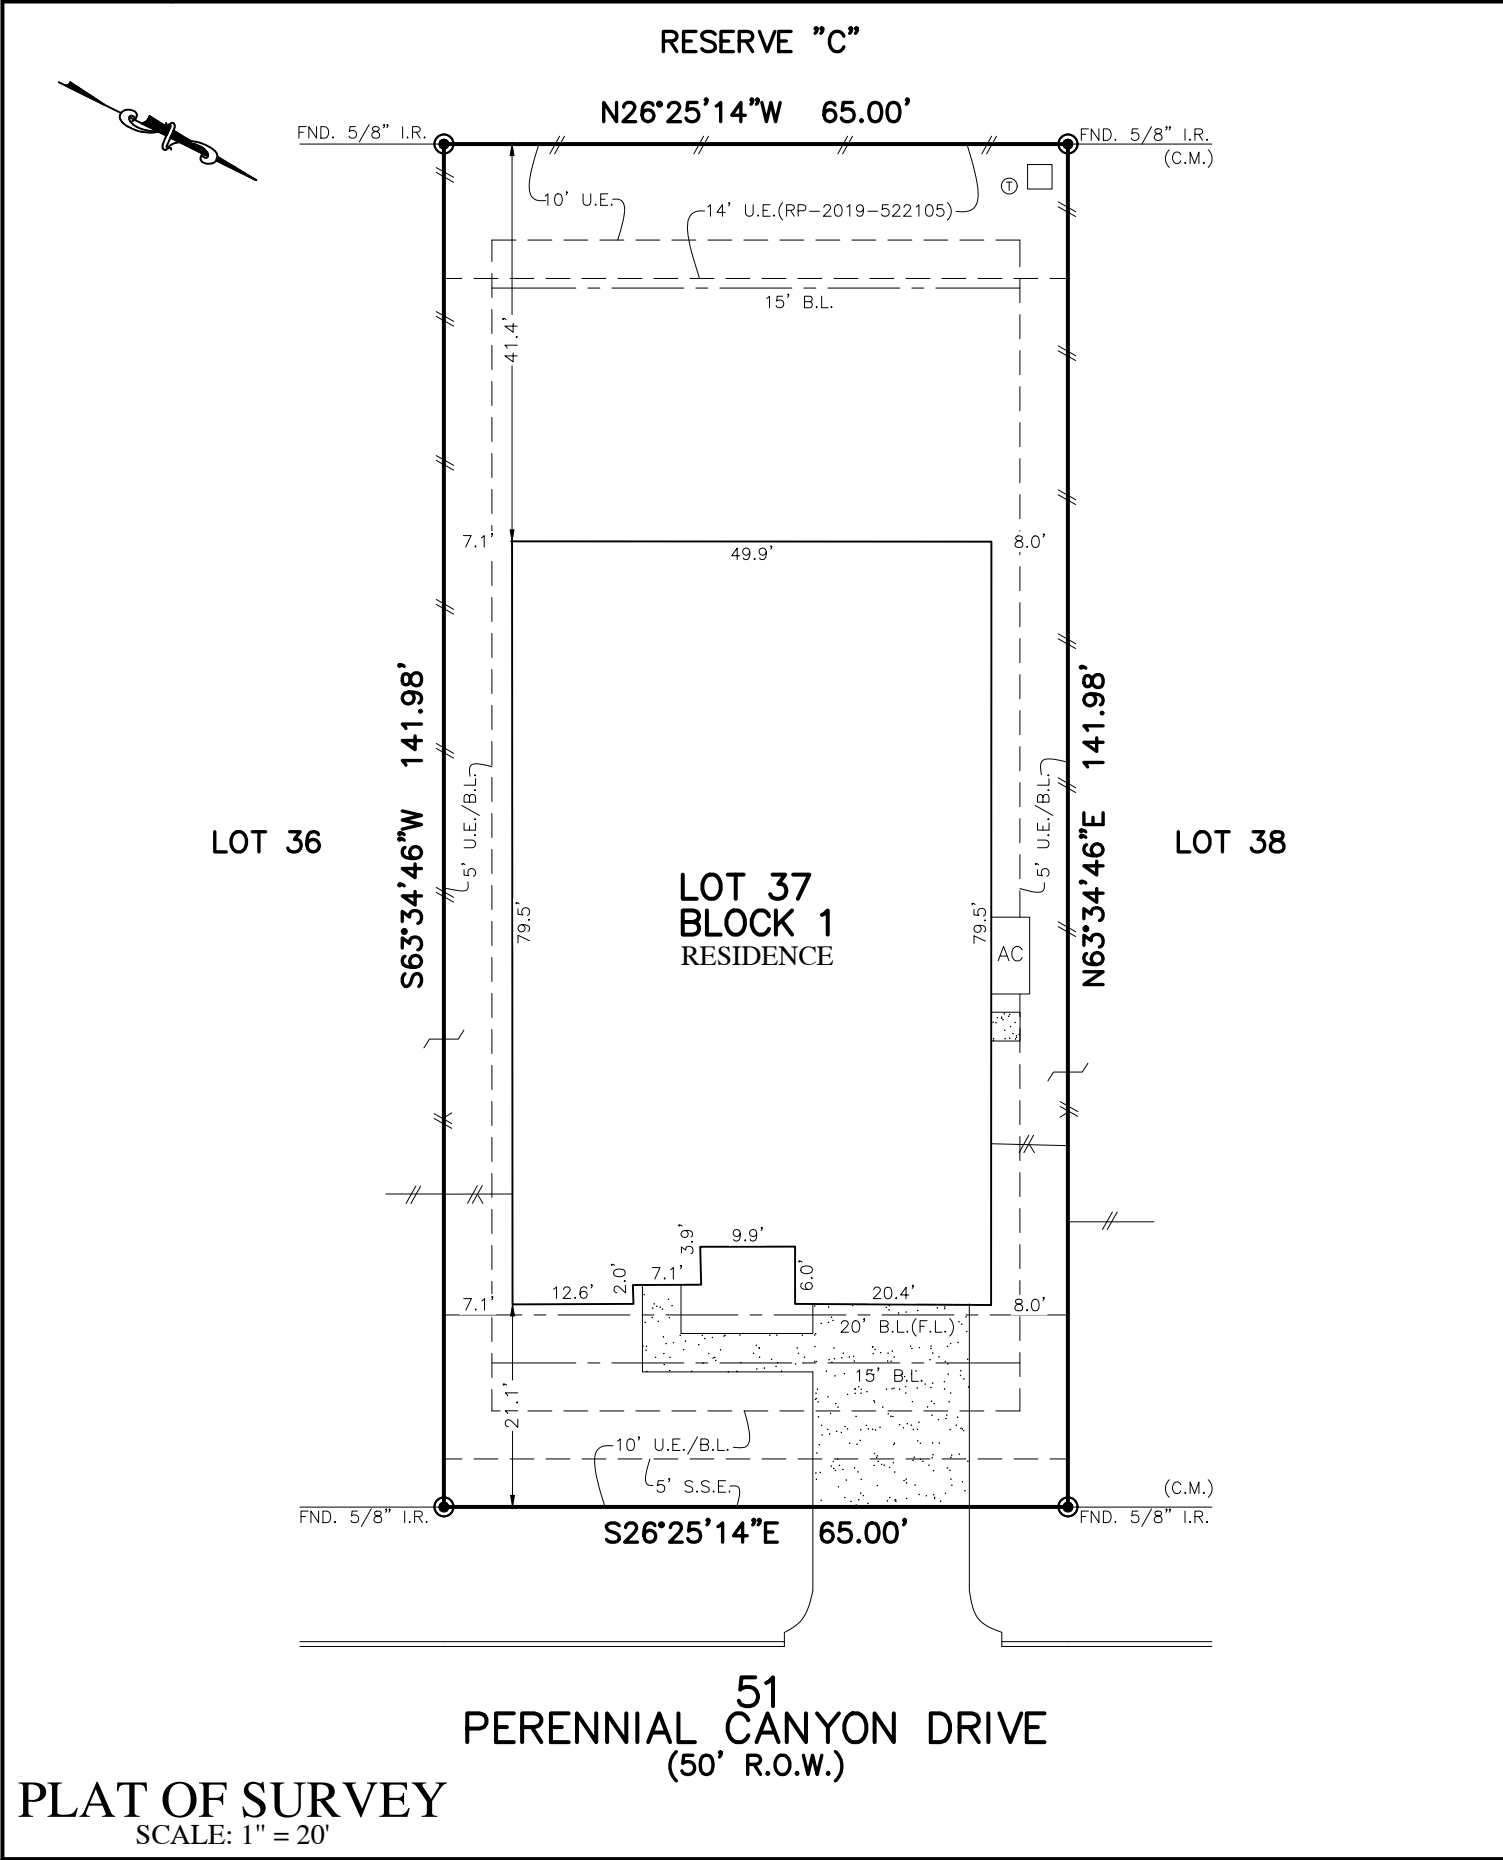 RESERVE "C"
N26°25'14"W 65.00'
FND. 5/8" I.R.
FND. 5/8" I.R.
(C.M.)
T
10' U.E.
14' U.E.(RP-2019-522105)
15' B.L.
41.4'
7.1'
49.9'
8.0'
S63°34'46"W 141.98'
N63°34'46"E 141.98'
5' U.E./B.L.
5' U.E./B.L.
LOT 36
LOT 38
LOT 37
BLOCK 1
RESIDENCE
79.5'
79.5'
AC
3.9'
9.9'
2.0'
7.1'
6.0'
12.6'
20.4'
7.1'
8.0'
20' B.L.(F.L.)
15' B.L.
21.1'
10' U.E./B.L.
5' S.S.E.
(C.M.)
FND. 5/8" I.R.
FND. 5/8" I.R.
S26°25'14"E 65.00'
51
PERENNIAL CANYON DRIVE
(50' R.O.W.)
PLAT OF SURVEY
SCALE: 1" = 20'